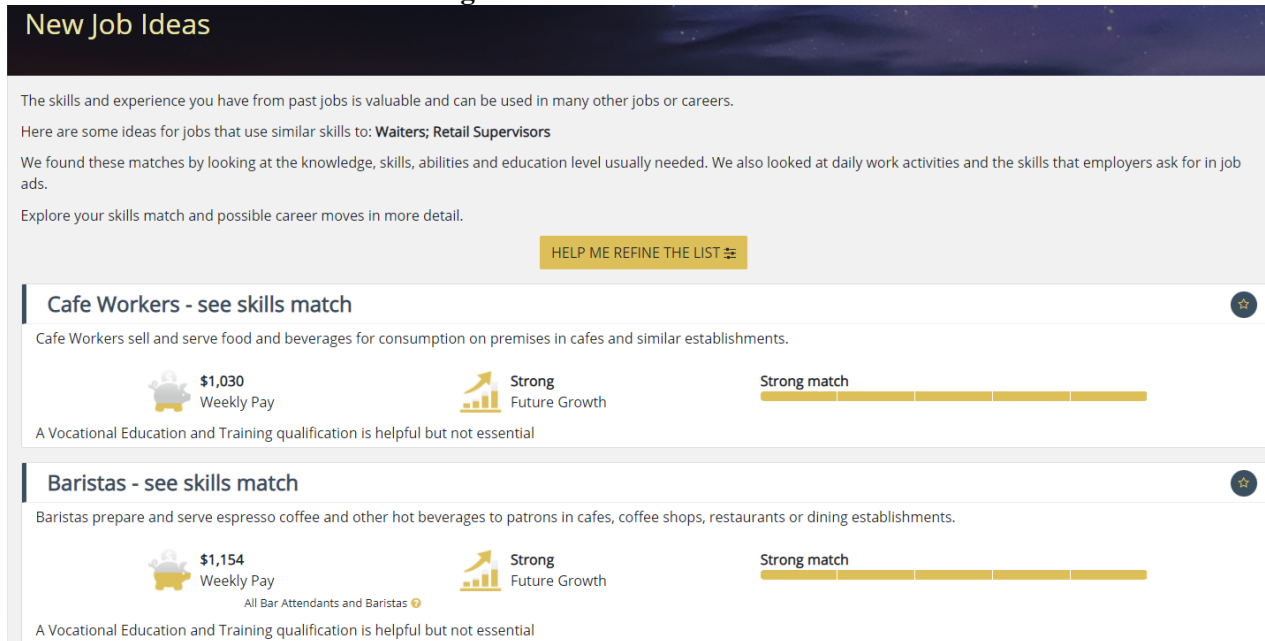 New Job Ideas
The skills and experience you have from past jobs is valuable and can be used in many other jobs or careers.
Here are some ideas for jobs that use similar skills to: Waiters; Retail Supervisors
We found these matches by looking at the knowledge, skills, abilities and education level usually needed. We also looked at daily work activities and the skills that employers ask for in job
ads.
Explore your skills match and possible career moves in more detail.
HELP ME REFINE THE LIST
Cafe Workers - see skills match
Cafe Workers sell and serve food and beverages for consumption on premises in cafes and similar establishments.
$1,030 Strong Strong match
Weekly Pay Future Growth
A Vocational Education and Training qualification is helpful but not essential
Baristas - see skills match
Baristas prepare and serve espresso coffee and other hot beverages to patrons in cafes, coffee shops, restaurants or dining establishments.
$1,154 Strong Strong match
Weekly Pay Future Growth
All Bar Attendants and Baristas ?
A Vocational Education and Training qualification is helpful but not essential